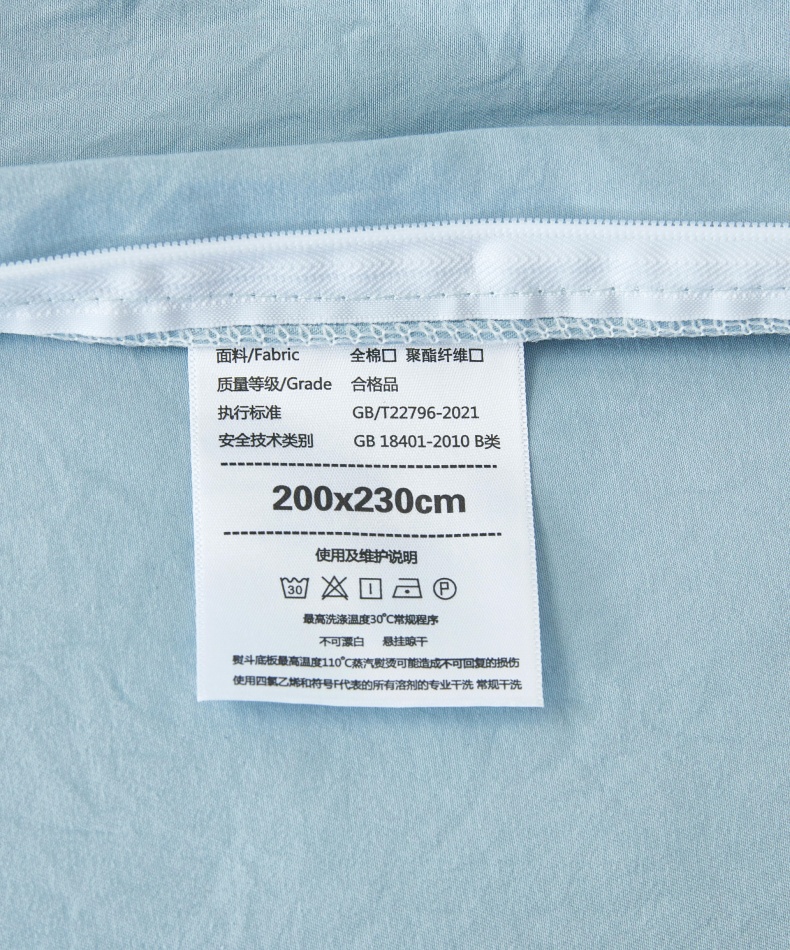 面料/Fabric 全棉□ 聚酯纤维□
质量等级/Grade 合格品
执行标准 GB/T22796-2021
安全技术类别 GB 18401-2010 B类
200x230cm
使用及维护说明
30 P
最高洗涤温度30℃常规程序
不可漂白 悬挂晾干
熨斗底板最高温度110℃蒸汽熨烫可能造成不可回复的损伤
使用四氯乙烯和符号F代表的所有溶剂的专业干洗 常规干洗